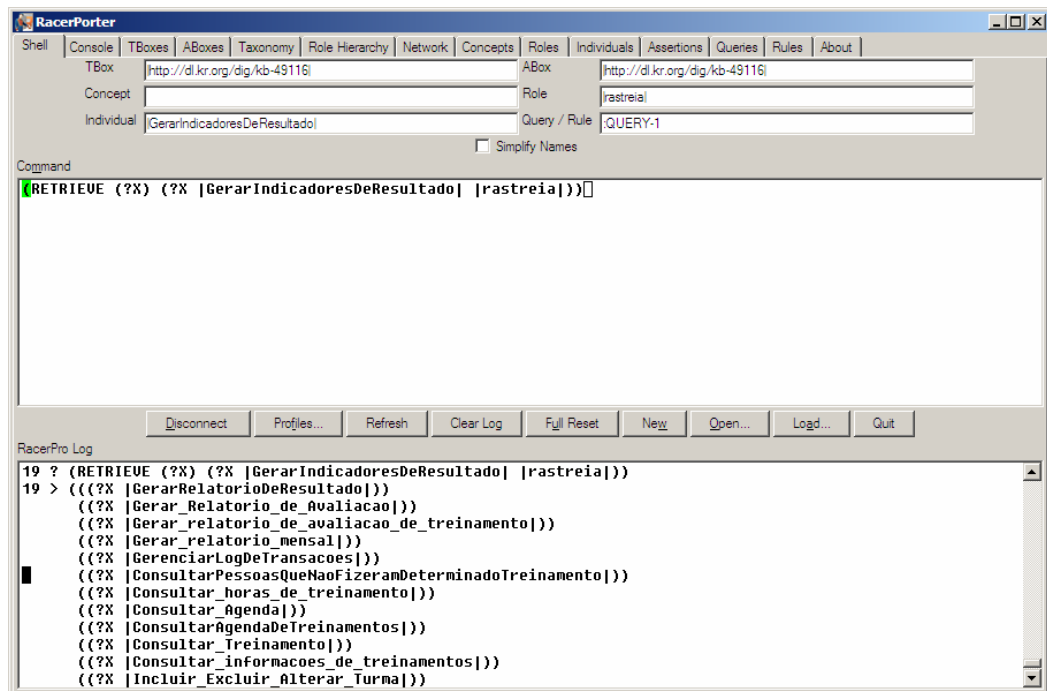 RacerPorter
Shell Console TBoxes ABoxes Taxonomy Role Hierarchy Network Concepts Roles Individuals Assertions Queries Rules About
TBox |http://dl.kr.org/dig/kb-49116| ABox |http://dl.kr.org/dig/kb-49116|
Concept Role |rastreia|
Individual |GerarIndicadoresDeResultado| Query / Rule :QUERY-1
Simplify Names
Command
(RETRIEVE (?X) (?X |GerarIndicadoresDeResultado| |rastreia|))
Disconnect Profiles... Refresh Clear Log Full Reset New Open... Load... Quit
RacerPro Log
19 ? (RETRIEVE (?X) (?X |GerarIndicadoresDeResultado| |rastreia|))
19 > (((?X |GerarRelatorioDeResultado|))
((?X |Gerar_Relatorio_de_Avaliacao|))
((?X |Gerar_relatorio_de_avaliacao_de_treinamento|))
((?X |Gerar_relatorio_mensal|))
((?X |GerenciarLogDeTransacoes|))
((?X |ConsultarPessoasQueNaoFizeramDeterminadoTreinamento|))
((?X |Consultar_horas_de_treinamento|))
((?X |Consultar_Agenda|))
((?X |ConsultarAgendaDeTreinamentos|))
((?X |Consultar_Treinamento|))
((?X |Consultar_informacoes_de_treinamentos|))
((?X |Incluir_Excluir_Alterar_Turma|))